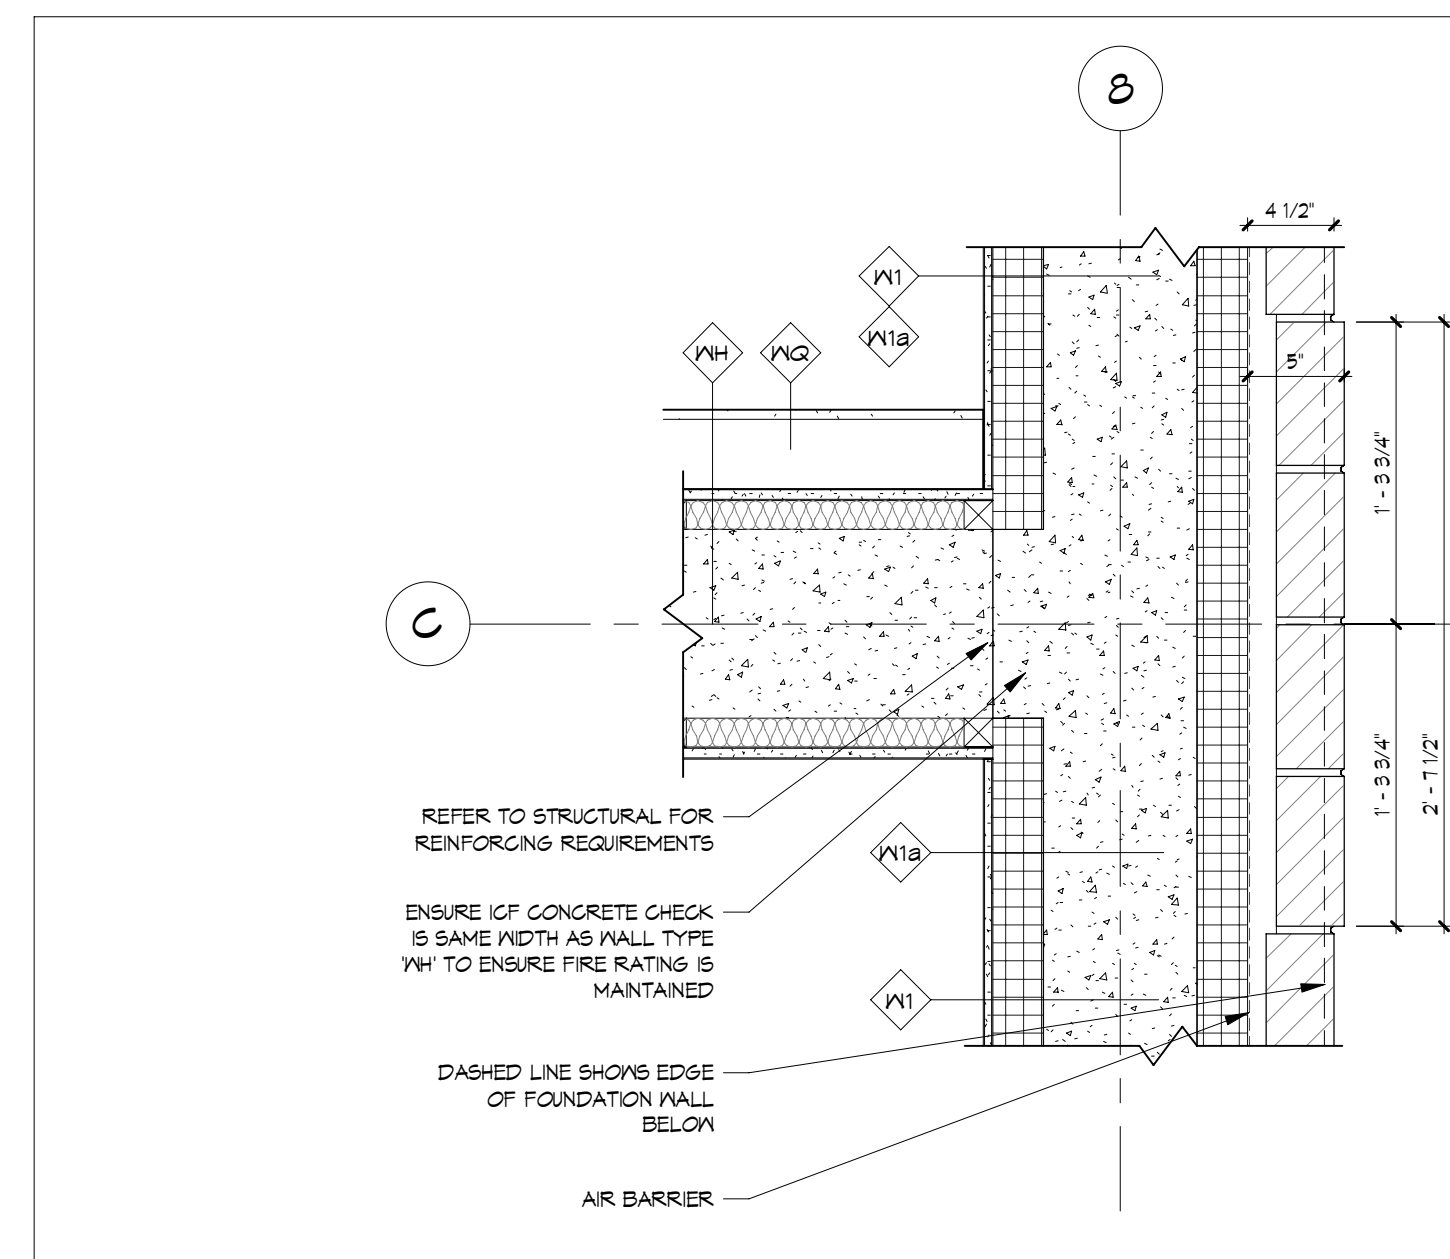 8
4 1/2"
W1
W1a
WH
WQ
5"
1' - 3 3/4"
C
1' - 3 3/4"
2' - 7 1/2"
REFER TO STRUCTURAL FOR
REINFORCING REQUIREMENTS
W1a
ENSURE ICF CONCRETE CHECK
IS SAME WIDTH AS WALL TYPE
'WH' TO ENSURE FIRE RATING IS
MAINTAINED
W1
DASHED LINE SHOWS EDGE
OF FOUNDATION WALL
BELOW
AIR BARRIER